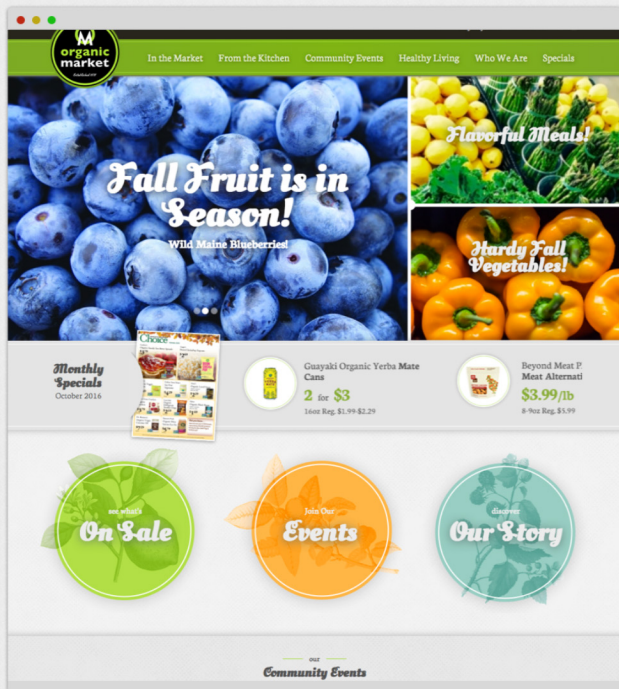 organic
market
In the Market
From the Kitchen
Community Events
Healthy Living
Who We Are
Specials
Fall Fruit is in
Season!
Wild Maine Blueberries!
Flavorful Meals!
Hardy Fall
Vegetables!
Monthly
Specials
October 2016
Choice
Guayaki Organic Yerba Mate
Cans
2 for $3
16oz Reg. $1.99-$2.29
Beyond Meat P
Meat Alternati
$3.99/lb
8-9oz Reg. $5.99
see what's
On Sale
Join Our
Events
discover
Our Story
our
Community Events